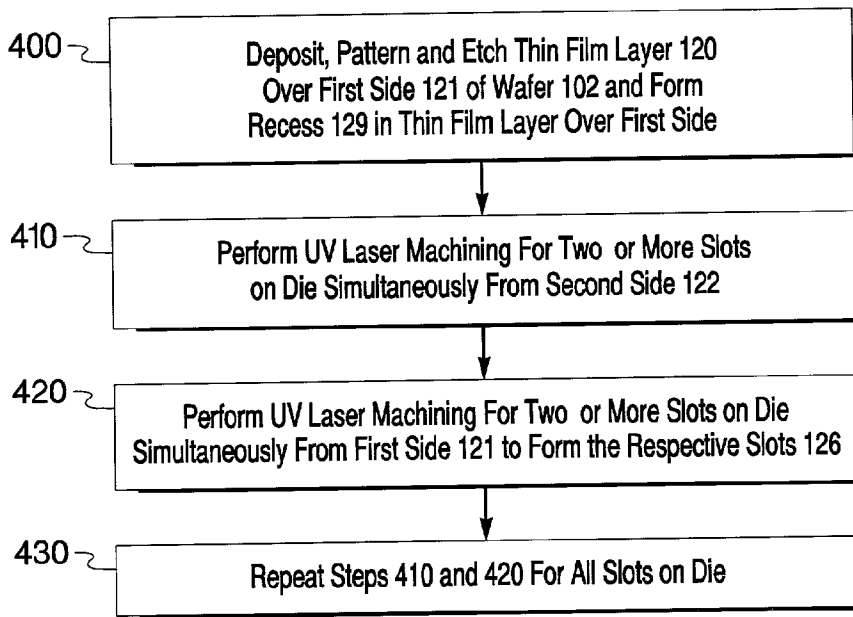 400
Deposit, Pattern and Etch Thin Film Layer 120
Over First Side 121 of Wafer 102 and Form
Recess 129 in Thin Film Layer Over First Side
410
Perform UV Laser Machining For Two or More Slots
on Die Simultaneously From Second Side 122
420
Perform UV Laser Machining For Two or More Slots on Die
Simultaneously From First Side 121 to Form the Respective Slots 126
430
Repeat Steps 410 and 420 For All Slots on Die